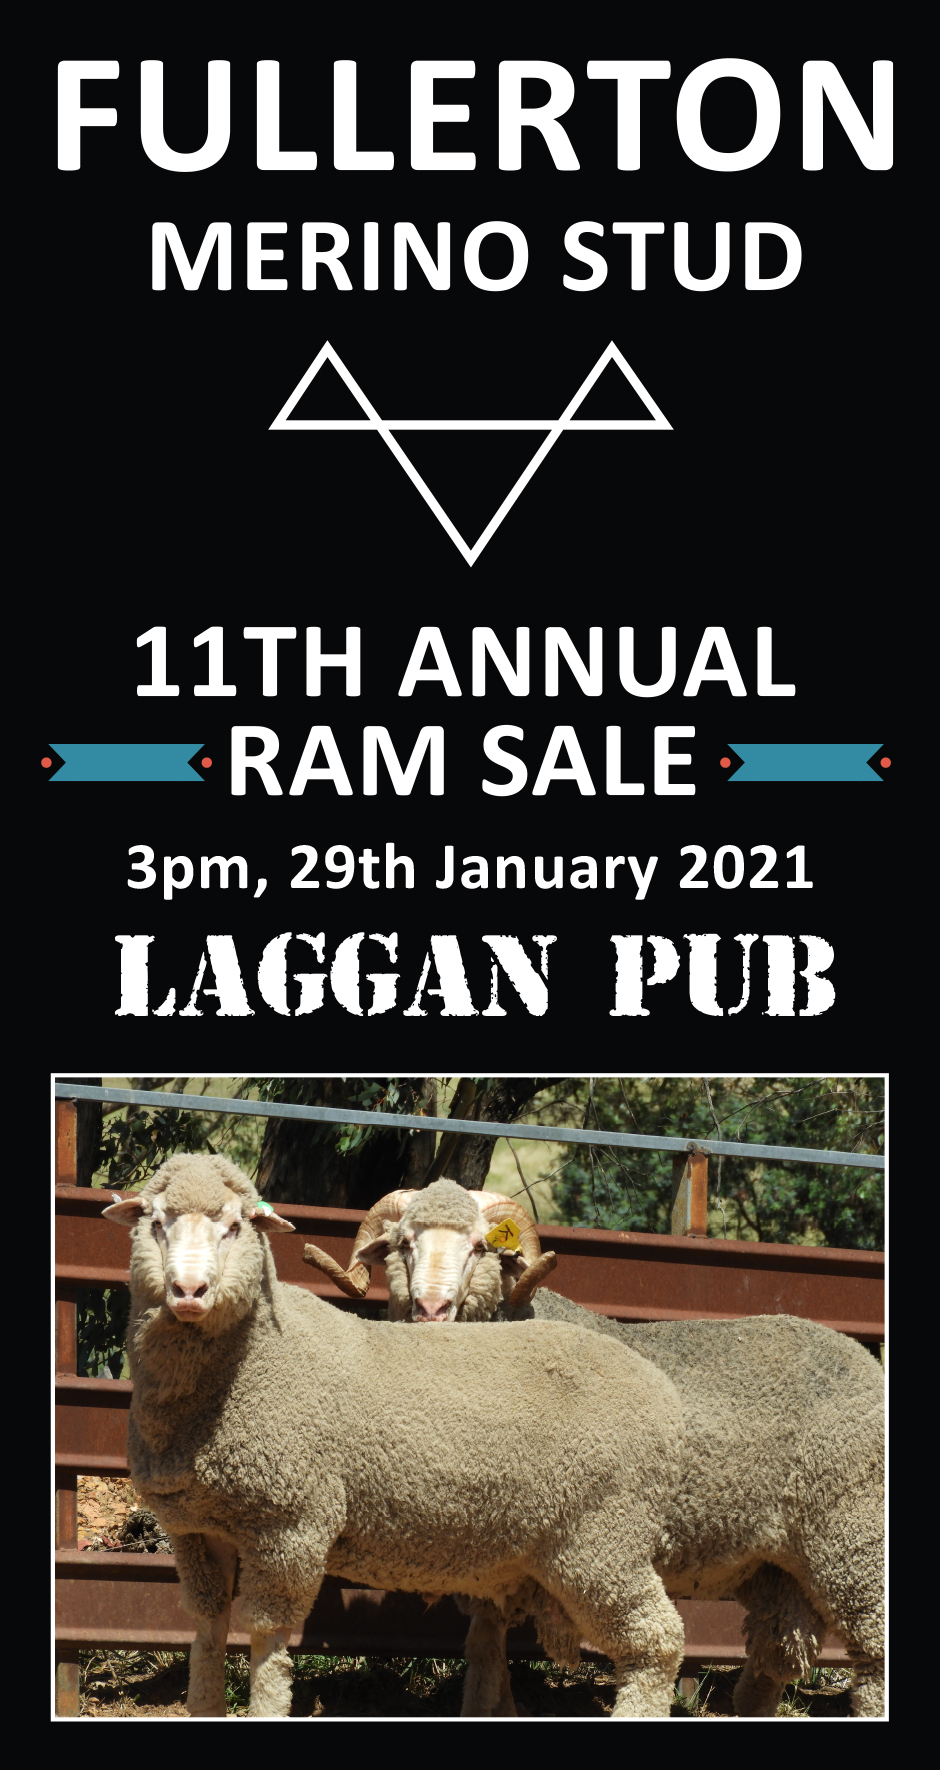 FULLERTON
MERINO STUD
11TH ANNUAL
RAM SALE
3pm, 29th January 2021
LAGGAN PUB